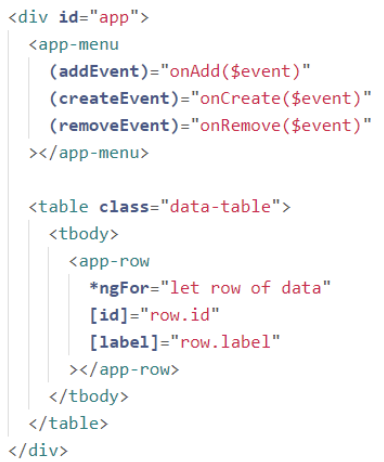 <div id="app">
  <app-menu
    (addEvent)="onAdd($event)"
    (createEvent)="onCreate($event)"
    (removeEvent)="onRemove($event)"
  ></app-menu>

  <table class="data-table">
    <tbody>
      <app-row
        *ngFor="let row of data"
        [id]="row.id"
        [label]="row.label"
      ></app-row>
    </tbody>
  </table>
</div>